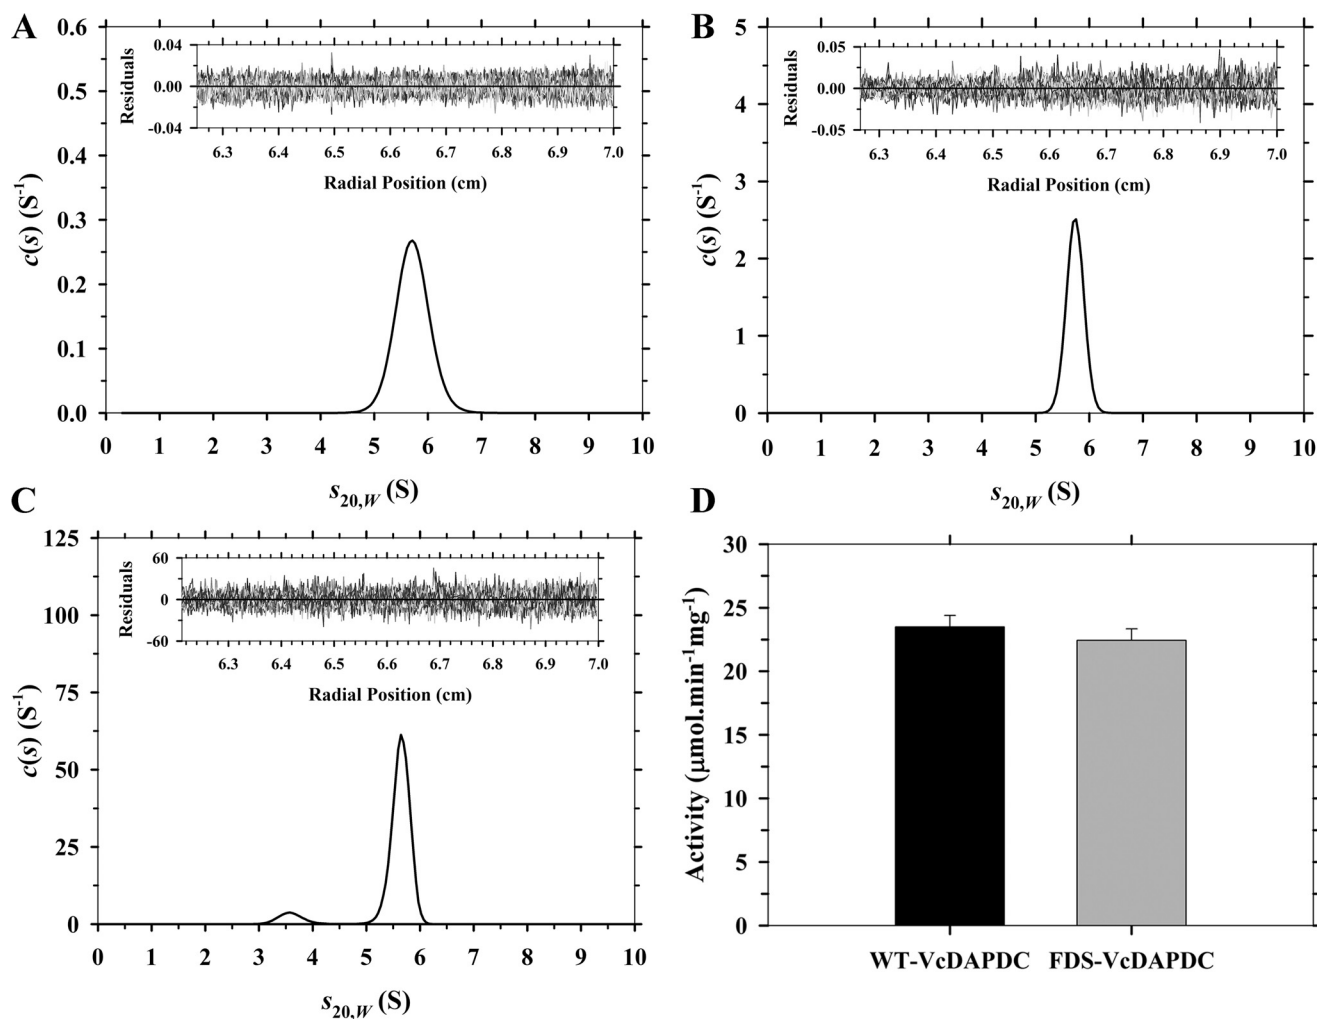 A
0.6
0.5
0.4
0.3
0.2
0.1
0.0
c(s) (S-1)
Residuals
0.04
0.00
-0.04
6.3 6.4 6.5 6.6 6.7 6.8 6.9 7.0
Radial Position (cm)
0 1 2 3 4 5 6 7 8 9 10
s20,W (S)
B
5
4
3
2
1
0
c(s) (S-1)
Residuals
0.05
0.00
-0.05
6.3 6.4 6.5 6.6 6.7 6.8 6.9 7.0
Radial Position (cm)
0 1 2 3 4 5 6 7 8 9 10
s20,W (S)
C
125
100
75
50
25
0
c(s) (S-1)
Residuals
60
0
-60
6.3 6.4 6.5 6.6 6.7 6.8 6.9 7.0
Radial Position (cm)
0 1 2 3 4 5 6 7 8 9 10
s20,W (S)
D
30
25
20
15
10
5
0
Activity (μmol.min-1mg-1)
WT-VcDAPDC FDS-VcDAPDC